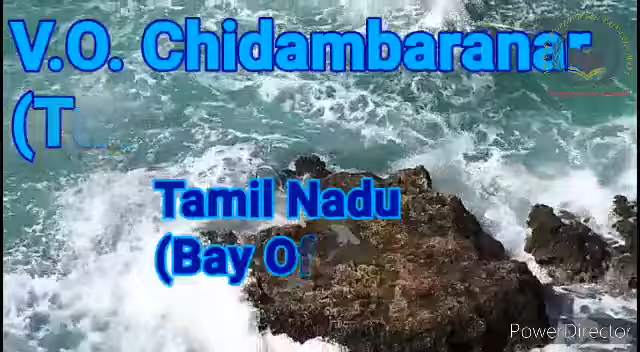 V.O. Chidambaranar
(T
Tamil Nadu
(Bay Of
PowerDirector